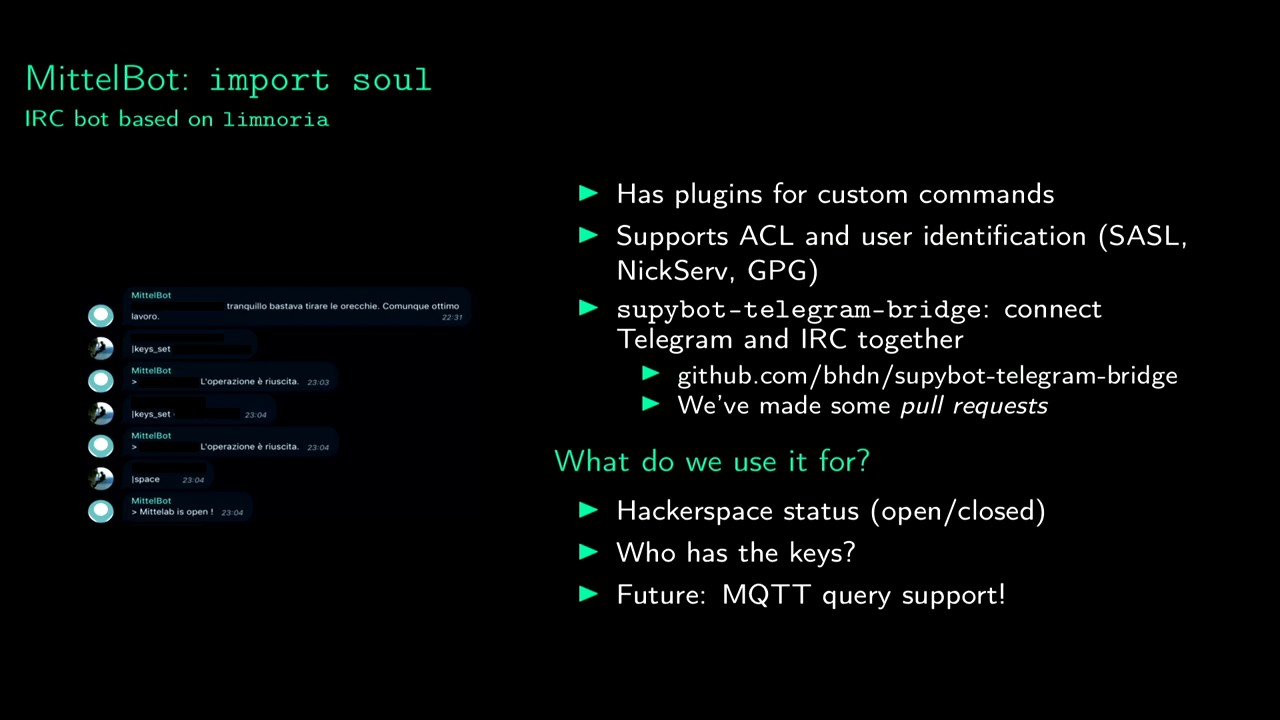 MittelBot: import soul
IRC bot based on limnoria
MittelBot
tranquillo bastava tirare le orecchie. Comunque ottimo
lavoro.
22:31
|keys_set
MittelBot
> L'operazione è riuscita. 23:03
|keys_set
23:04
MittelBot
> L'operazione è riuscita. 23:04
|space 23:04
MittelBot
> Mittelab is open ! 23:04
▶ Has plugins for custom commands
▶ Supports ACL and user identification (SASL,
NickServ, GPG)
▶ supybot-telegram-bridge: connect
Telegram and IRC together
▶ github.com/bhdn/supybot-telegram-bridge
▶ We've made some pull requests
What do we use it for?
▶ Hackerspace status (open/closed)
▶ Who has the keys?
▶ Future: MQTT query support!